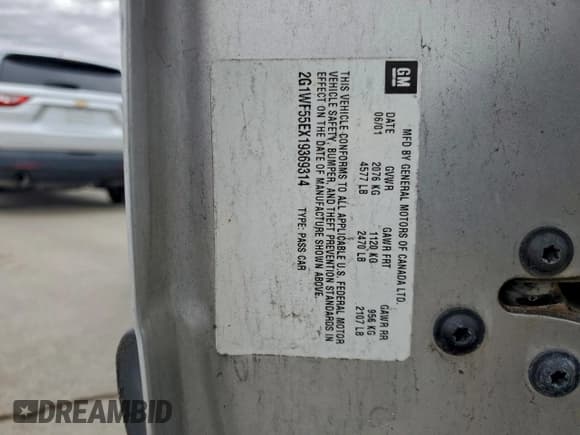 GM
MFD BY GENERAL MOTORS OF CANADA LTD.
DATE GVWR GAWR FRT GAWR RR
06/01 2076 KG 1120 KG 956 KG
4577 LB 2470 LB 2107 LB
THIS VEHICLE CONFORMS TO ALL APPLICABLE U.S. FEDERAL MOTOR
VEHICLE SAFETY, BUMPER, AND THEFT PREVENTION STANDARDS IN
EFFECT ON THE DATE OF MANUFACTURE SHOWN ABOVE.
2G1WF55EX19369314 TYPE: PASS CAR
DREAMBID